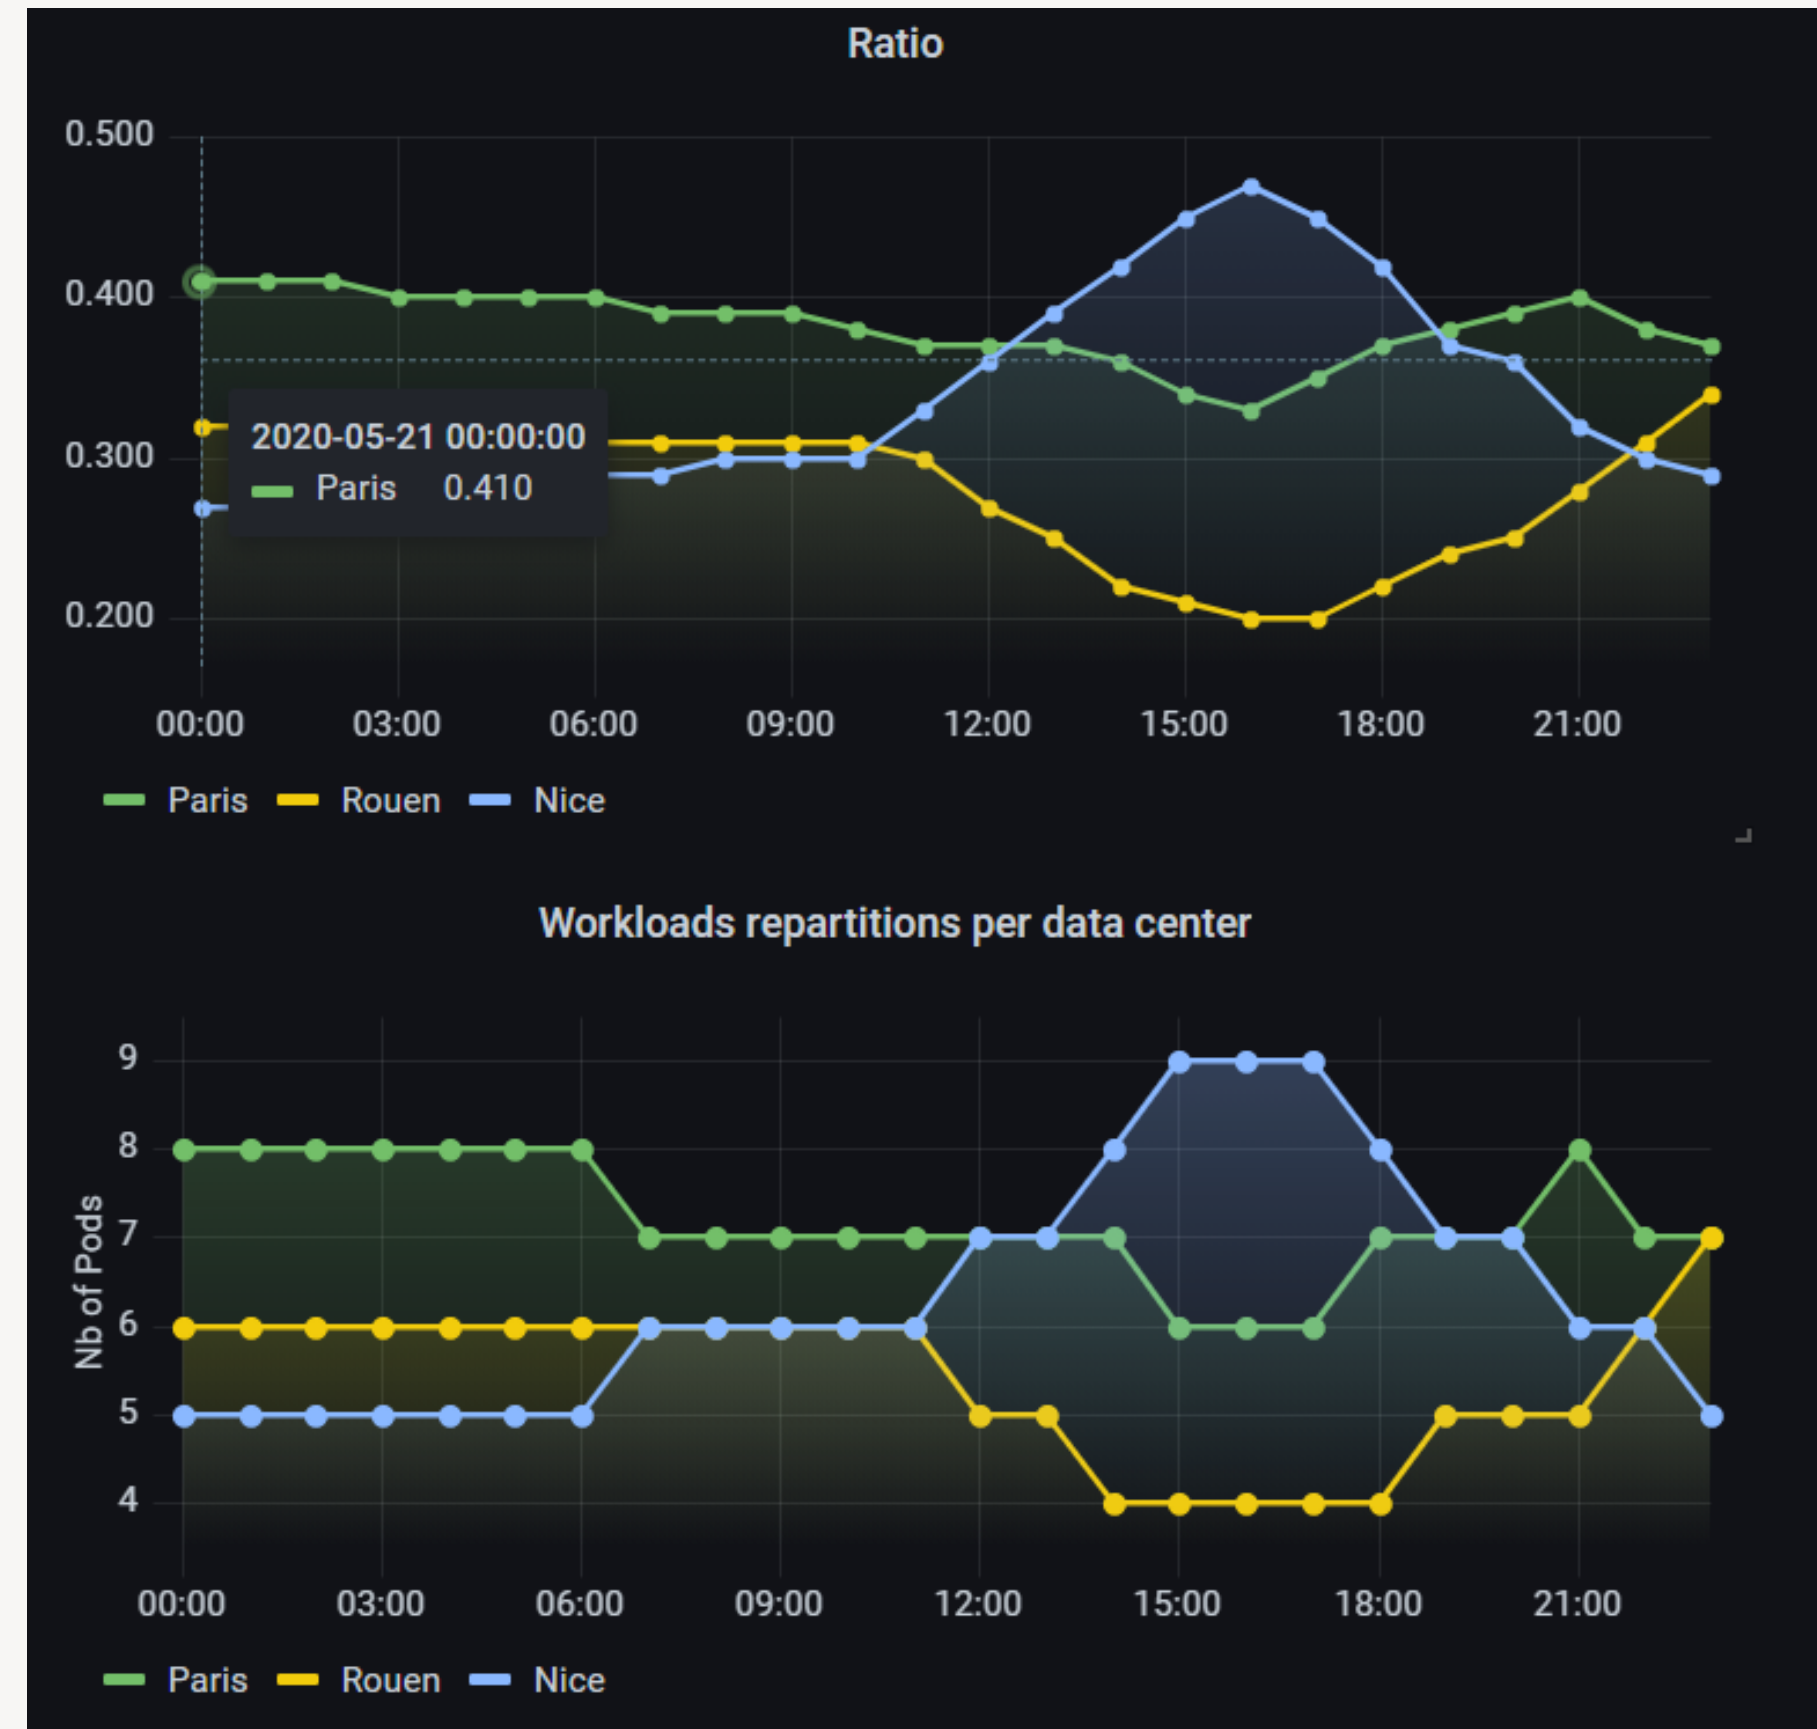 Ratio
0.500
0.400
0.300
0.200
2020-05-21 00:00:00
Paris 0.410
00:00 03:00 06:00 09:00 12:00 15:00 18:00 21:00
Paris Rouen Nice
Workloads repartitions per data center
Nb of Pods
9
8
7
6
5
4
00:00 03:00 06:00 09:00 12:00 15:00 18:00 21:00
Paris Rouen Nice